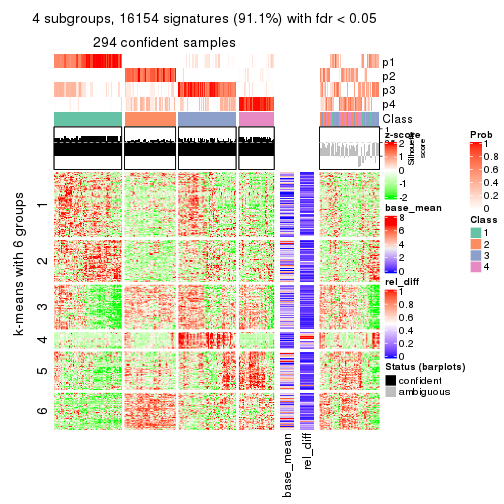 4 subgroups, 16154 signatures (91.1%) with fdr < 0.05
294 confident samples
p1
p2
p3
p4
Class
1
Silhouette
score
z-score
2
1
0
-1
-2
base_mean
8
6
4
2
0
rel_diff
1
0.8
0.6
0.4
0.2
0
Status (barplots)
confident
ambiguous
Prob
1
0.8
0.6
0.4
0.2
0
Class
1
2
3
4
k-means with 6 groups
1
2
3
4
5
6
base_mean
rel_diff